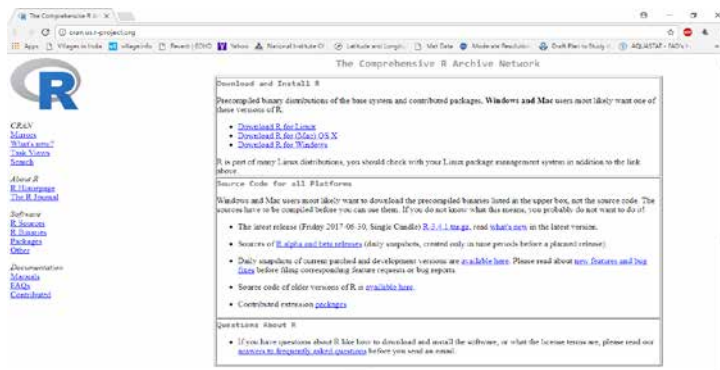 The Comprehensive R A
cran.us.r-project.org
Apps
Villages in India
villageinfo
Yahoo
National Institute O
Latitude and Longit
Met Data
Moderate Resolution
Draft Plan to Study
AQUASTAT - FAO's
The Comprehensive R Archive Network
R
CRAN
Mirrors
What's new?
Task Views
Search
About R
R Homepage
The R Journal
Software
R Sources
R Binaries
Packages
Other
Documentation
Manuals
FAQs
Contributed
Download and Install R
Precompiled binary distributions of the base system and contributed packages, Windows and Mac users most likely want one of
these versions of R:
• Download R for Linux
• Download R for (Mac) OS X
• Download R for Windows
R is part of many Linux distributions, you should check with your Linux package management system in addition to the link
above.
Source Code for all Platforms
Windows and Mac users most likely want to download the precompiled binaries listed in the upper box, not the source code. The
sources have to be compiled before you can use them. If you do not know what this means, you probably do not want to do it!
• The latest release (Friday 2017-06-30, Single Candle) R-3.4.1.tar.gz, read what's new in the latest version.
• Sources of R alpha and beta releases (daily snapshots, created only in time periods before a planned release).
• Daily snapshots of current patched and development versions are available here. Please read about new features and bug
fixes before filing corresponding feature requests or bug reports.
• Source code of older versions of R is available here.
• Contributed extension packages
Questions About R
• If you have questions about R like how to download and install the software, or what the license terms are, please read our
answers to frequently asked questions before you send an email.